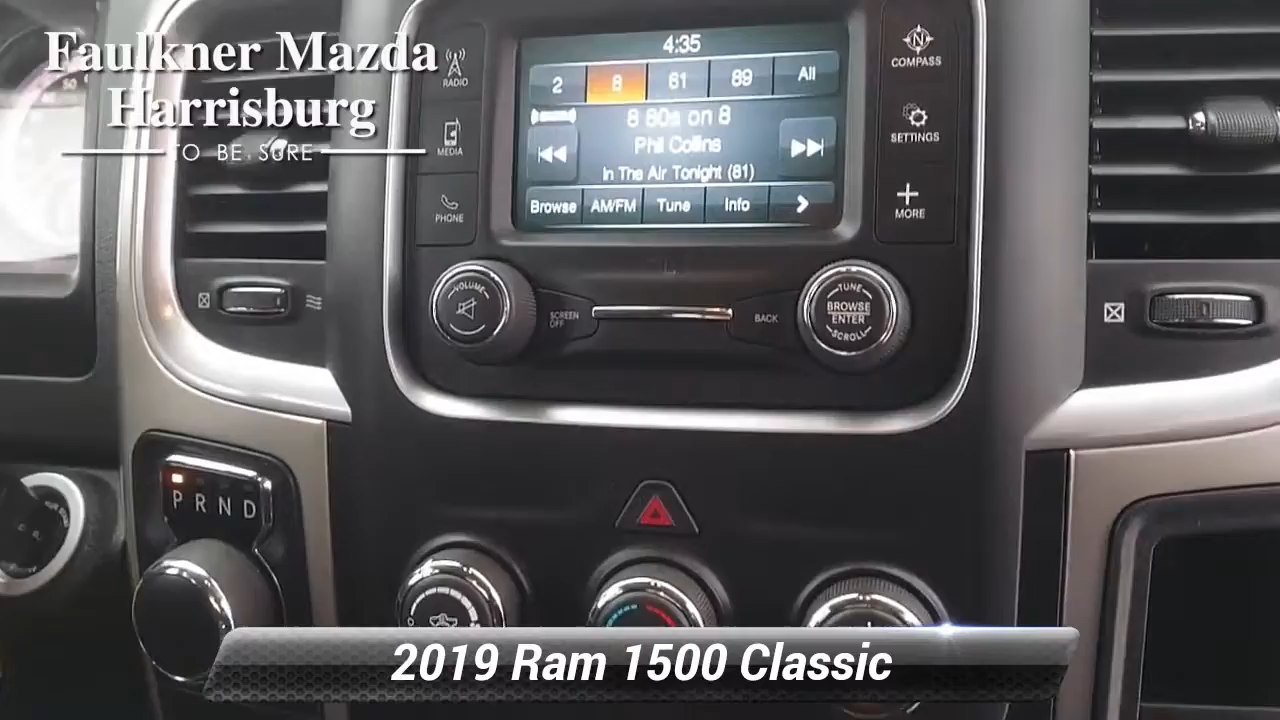 Faulkner Mazda
Harrisburg
TO BE SURE
4:35
2 8 61 89 All
8 80s on 8
Phil Collins
In The Air Tonight (81)
Browse AM/FM Tune Info
RADIO
MEDIA
PHONE
COMPASS
SETTINGS
MORE
VOLUME
SCREEN OFF
BACK
TUNE
BROWSE
ENTER
SCROLL
P R N D
2019 Ram 1500 Classic